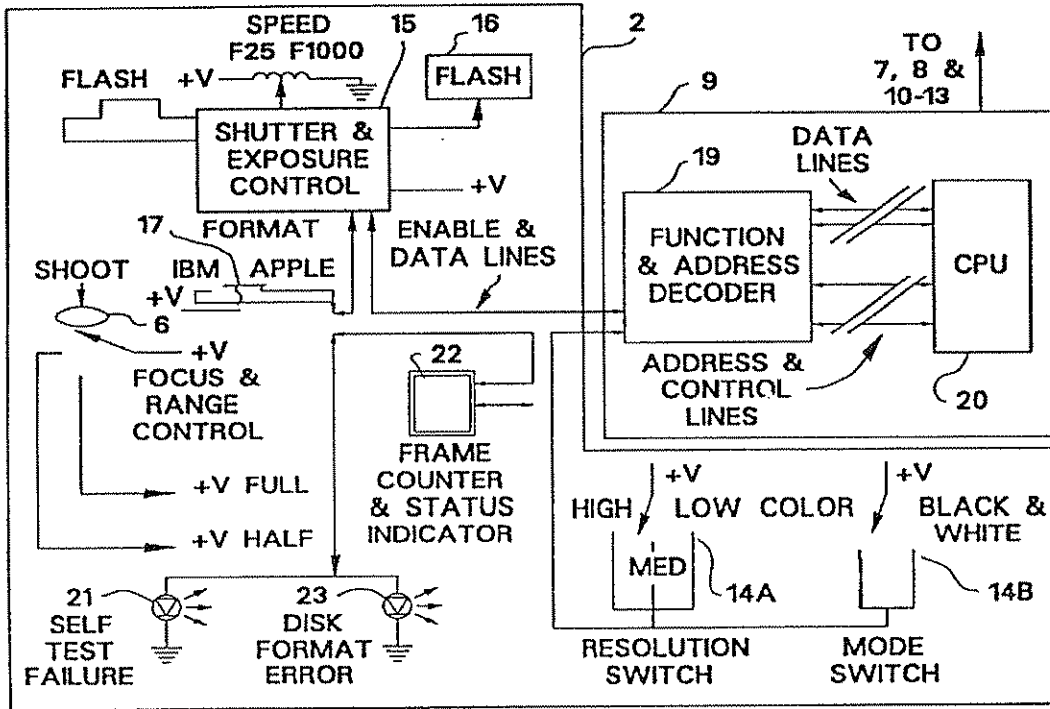 SPEED
F25 F1000
15
16
2
TO
7, 8 &
10-13
FLASH
+V
FLASH
9
SHUTTER &
EXPOSURE
CONTROL
+V
DATA
LINES
19
FUNCTION
& ADDRESS
DECODER
CPU
17
FORMAT
ENABLE &
DATA LINES
SHOOT
IBM APPLE
+V
6
+V
FOCUS &
RANGE
CONTROL
22
ADDRESS &
CONTROL
LINES
20
FRAME
COUNTER
& STATUS
INDICATOR
+V FULL
+V HALF
+V
+V
HIGH
LOW COLOR
BLACK &
WHITE
MED
14A
14B
21
SELF
TEST
FAILURE
23
DISK
FORMAT
ERROR
RESOLUTION
SWITCH
MODE
SWITCH